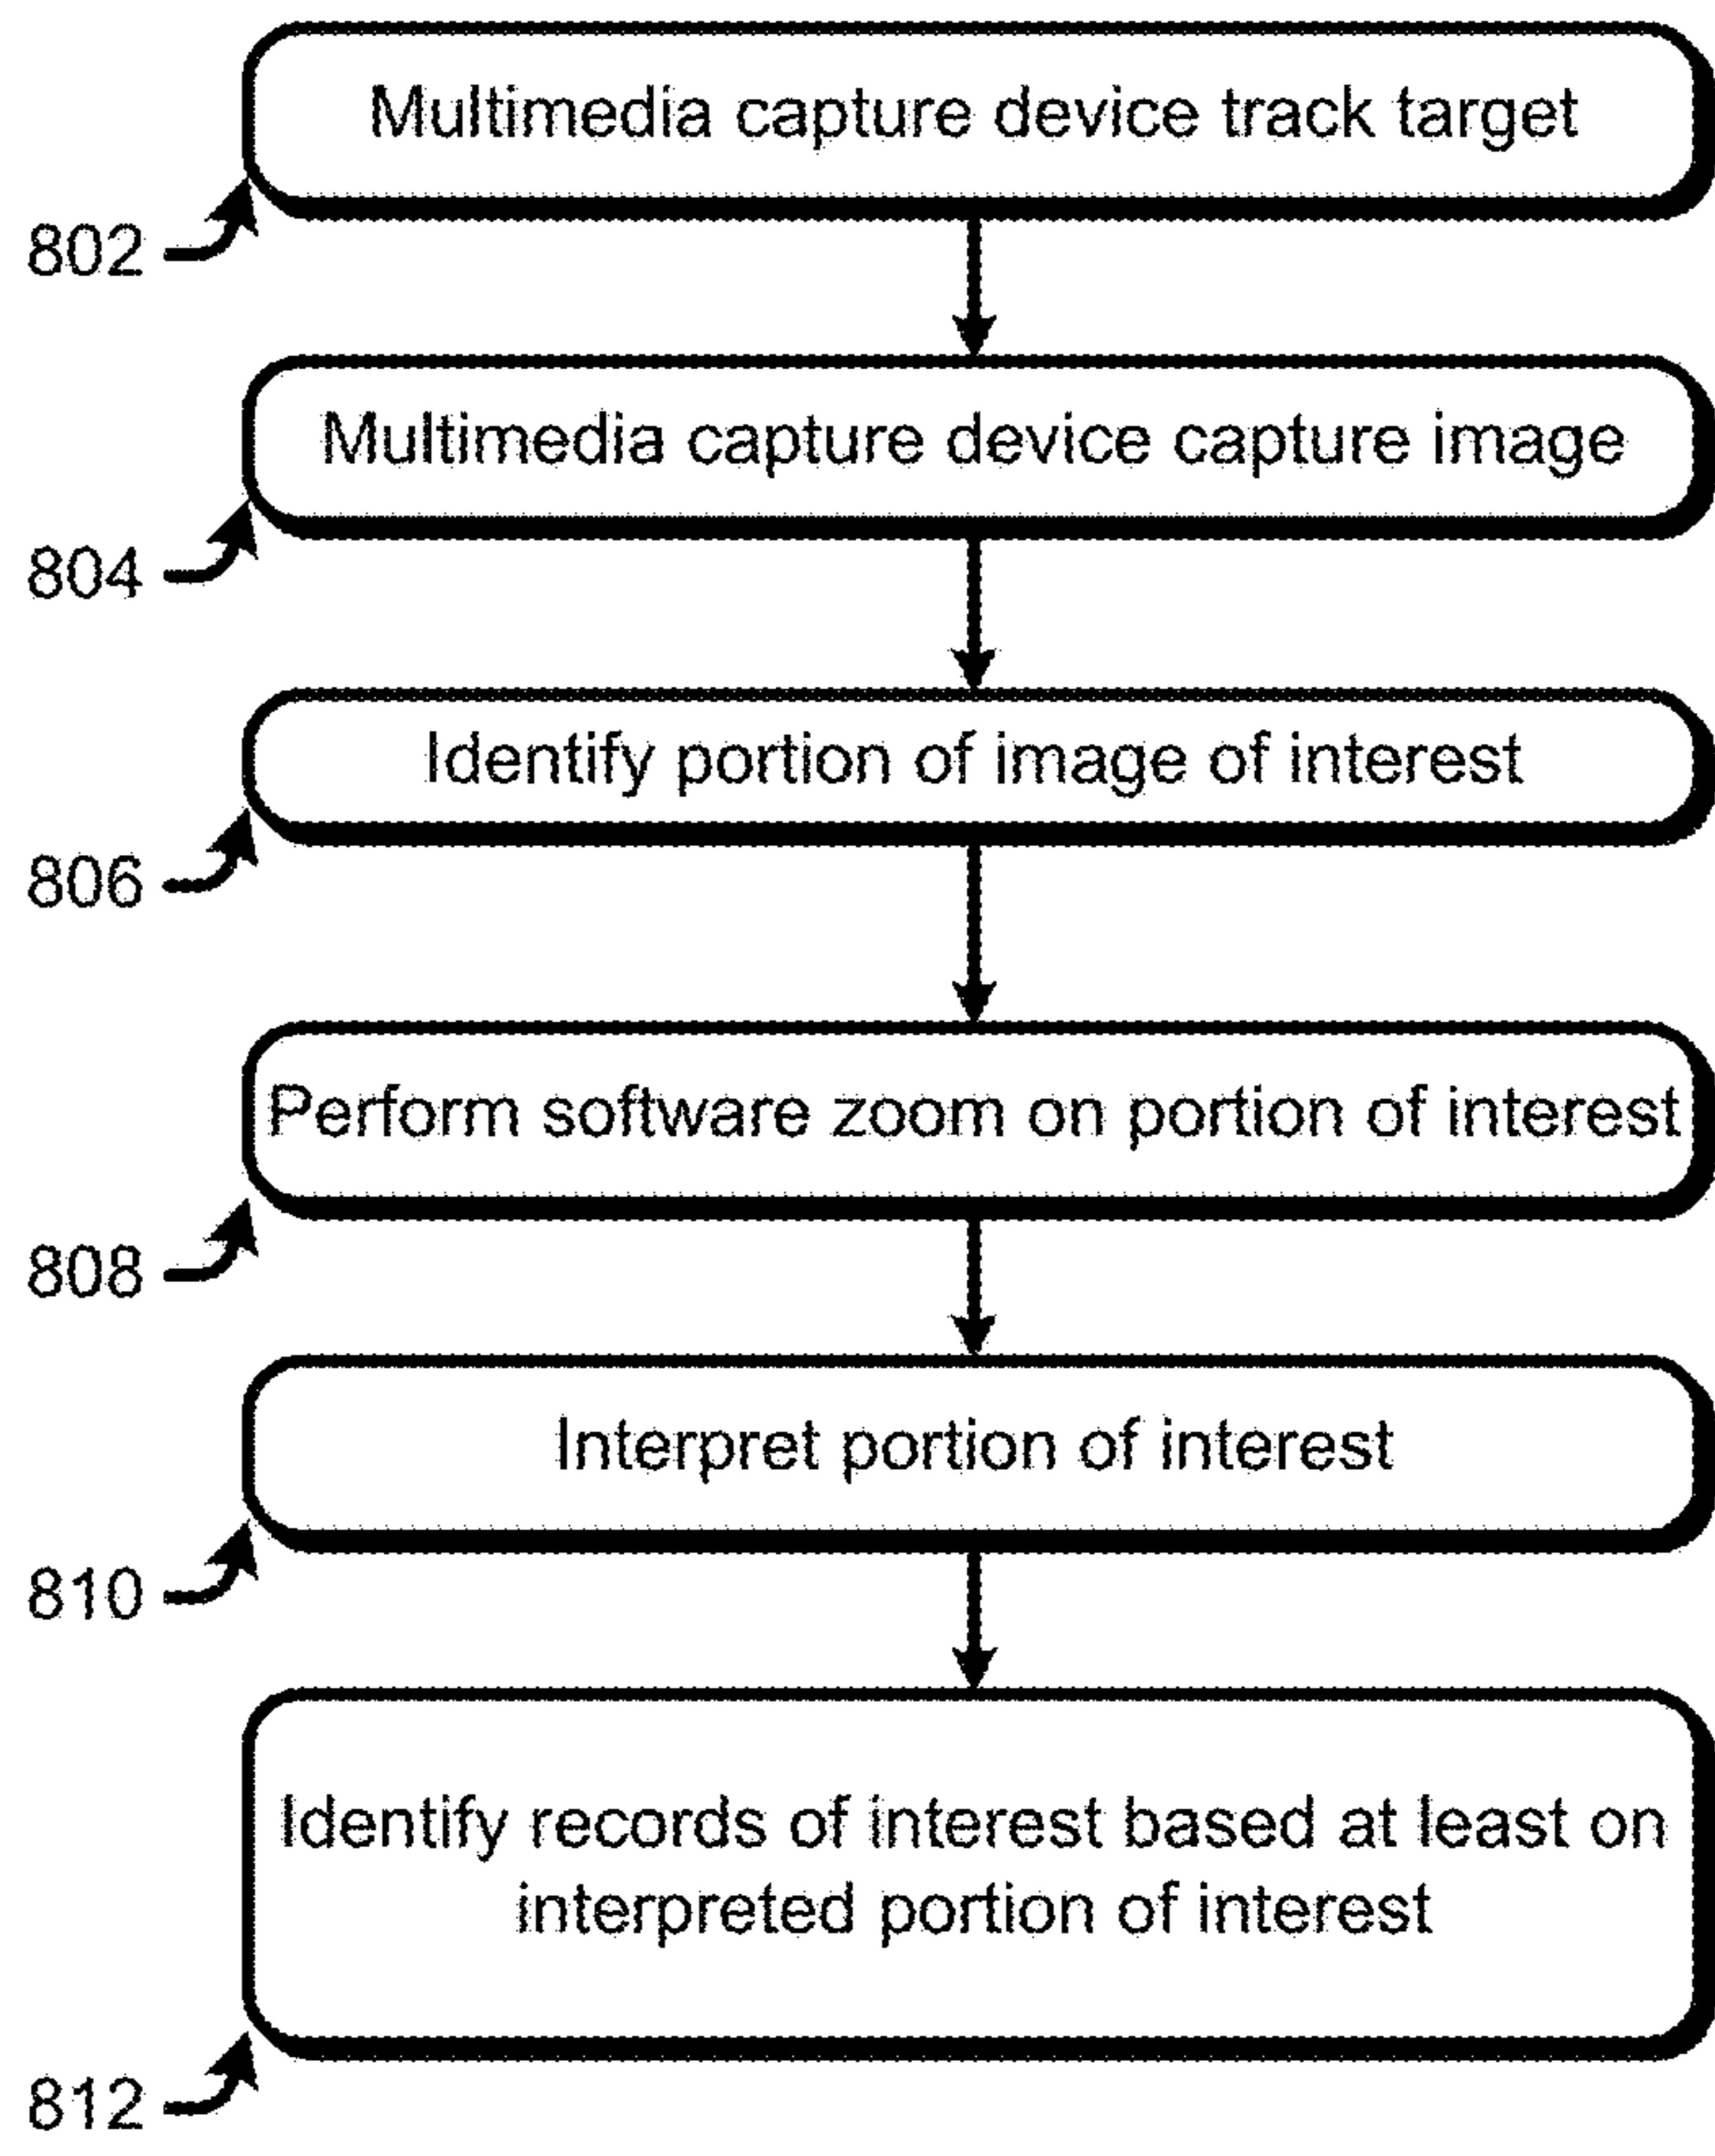 Multimedia capture device track target
802
Multimedia capture device capture image
804
Identify portion of image of interest
806
Perform software zoom on portion of interest
808
Interpret portion of interest
810
Identify records of interest based at least on
interpreted portion of interest
812